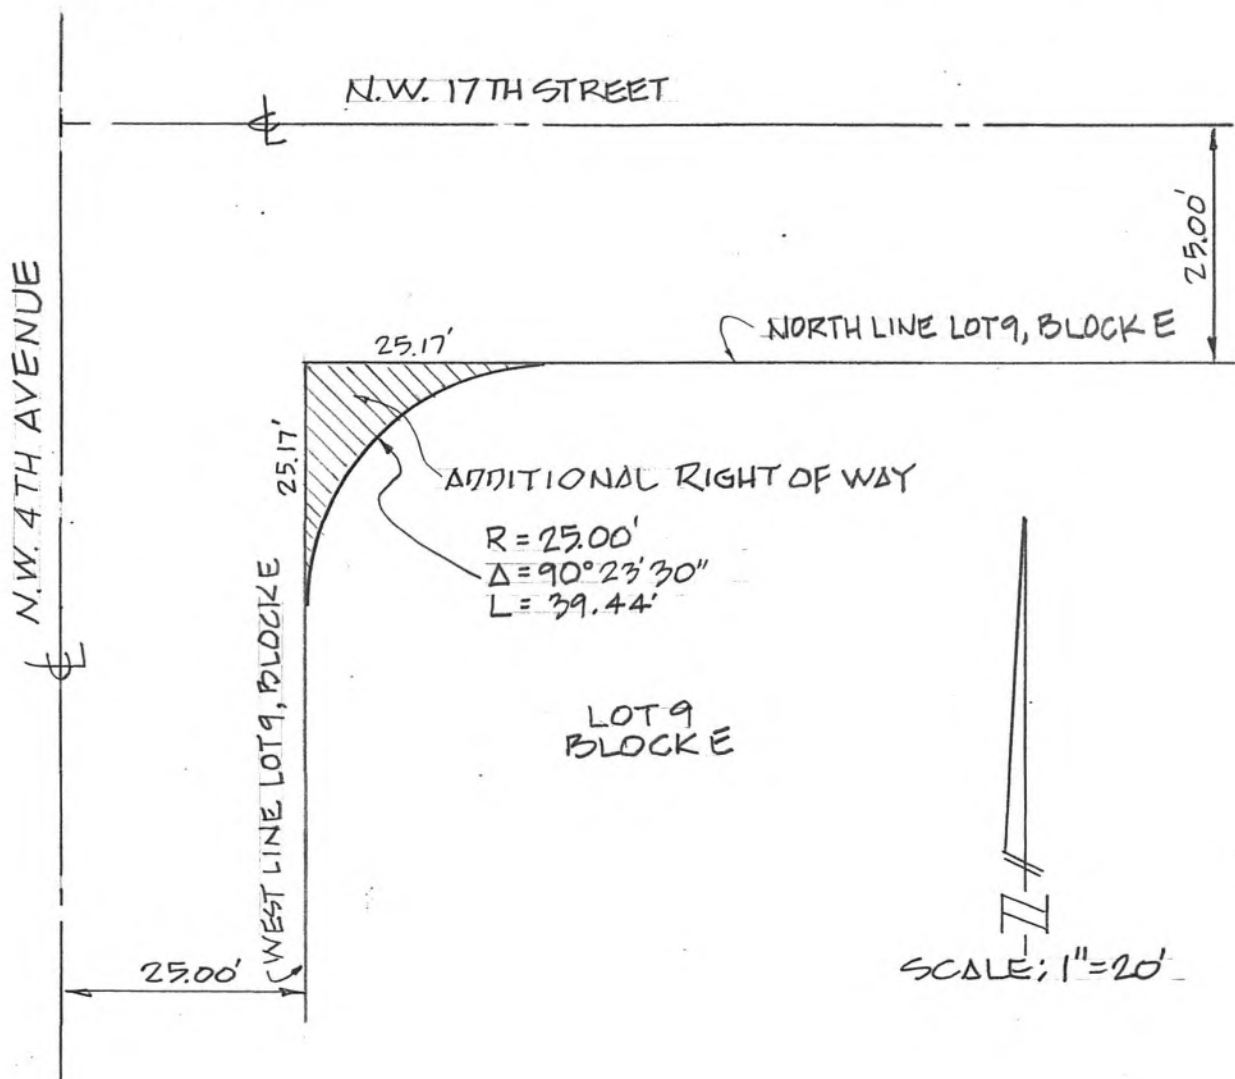 N.W. 17TH STREET
25.00'
N.W. 4TH AVENUE
NORTH LINE LOT 9, BLOCK E
25.17'
25.17'
ADDITIONAL RIGHT OF WAY
R = 25.00'
Δ = 90°23'30"
L = 39.44'
WEST LINE LOT 9, BLOCK E
LOT 9
BLOCK E
N
25.00'
SCALE; 1"=20'